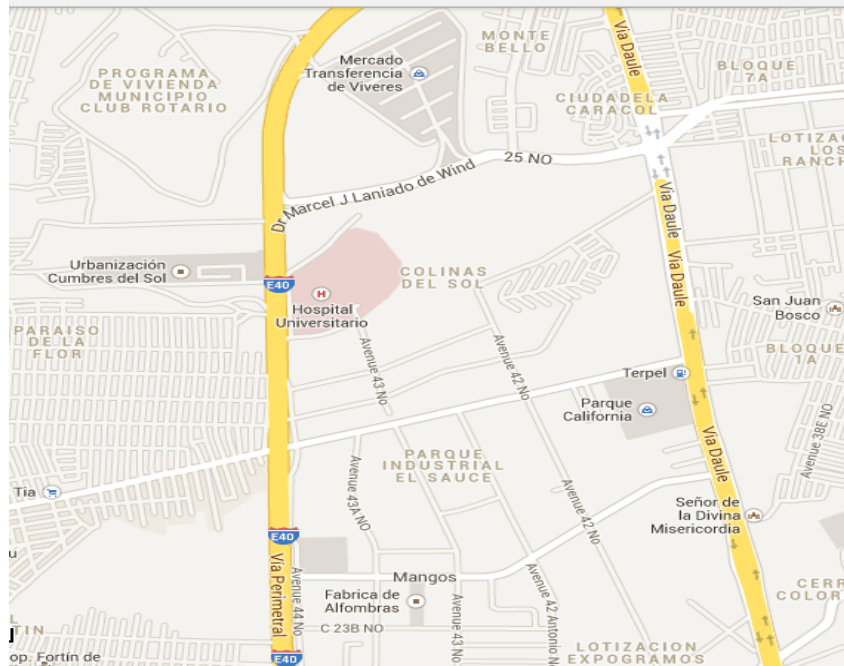 Mercado
Transferencia
de Viveres
MONTE
BELLO
Vía Daule
BLOQUE
7A
PROGRAMA
DE VIVIENDA
MUNICIPIO
CLUB ROTARIO
CIUDADELA
CARACOL
LOTIZAC
LOS
RANCH
25 NO
Dr Marcel J Laniado de Wind
Vía Daule
Vía Daule
Urbanización
Cumbres del Sol
E40
COLINAS
DEL SOL
H
Hospital
Universitario
San Juan
Bosco
PARAISO
DE LA
FLOR
Avenue 43 No
Avenue 42 No
BLOQUE
1A
Terpel
Parque
California
Avenue 38E NO
Vía Daule
PARQUE
INDUSTRIAL
EL SAUCE
Avenue 43A NO
Avenue 42 No
Tia
Señor de
la Divina
Misericordia
E40
u
Vía Perimetral
Avenue 44 No
Mangos
Fabrica de
Alfombras
C 23B NO
Avenue 43 No
Avenue 42 Antonio N
CERR
COLOR
TIN
op. Fortín de
E40
LOTIZACION
EXPOGRAMOS